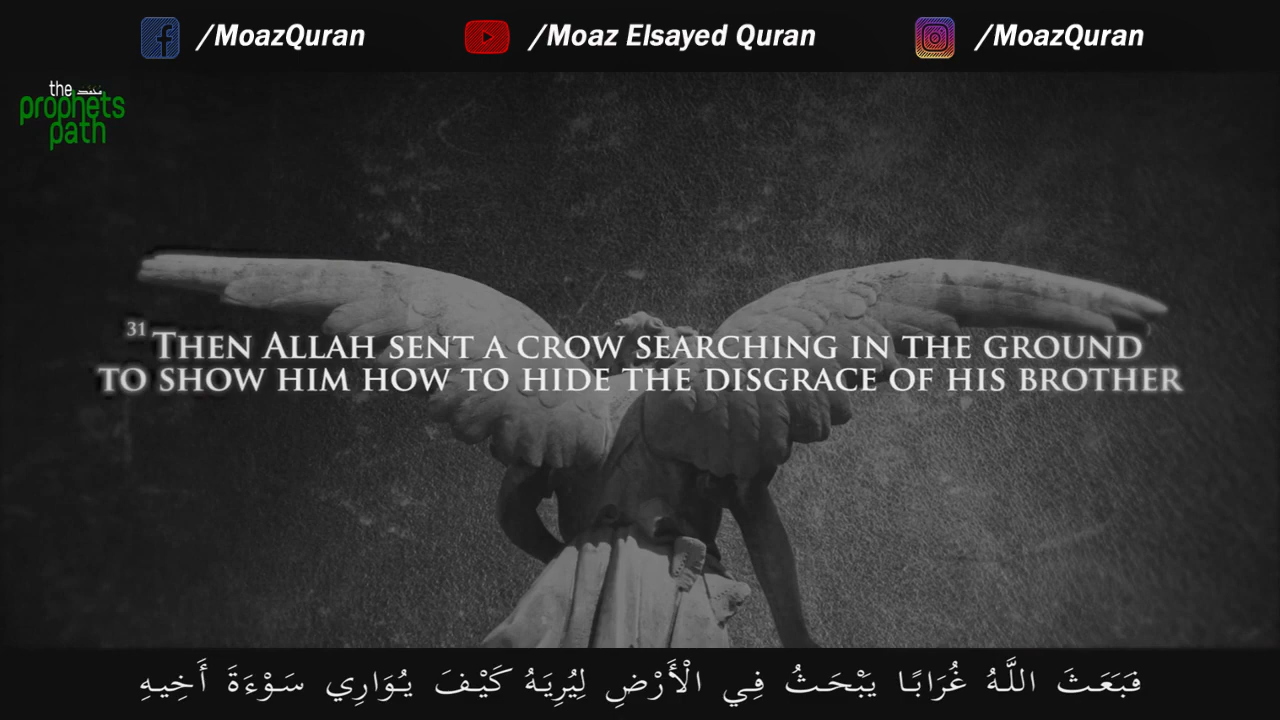 /MoazQuran
/Moaz Elsayed Quran
/MoazQuran
the
prophets
path
31 THEN ALLAH SENT A CROW SEARCHING IN THE GROUND
TO SHOW HIM HOW TO HIDE THE DISGRACE OF HIS BROTHER
فَبَعَثَ اللَّهُ غُرَابًا يَبْحَثُ فِي الْأَرْضِ لِيُرِيَهُ كَيْفَ يُوَارِي سَوْءَةَ أَخِيهِ